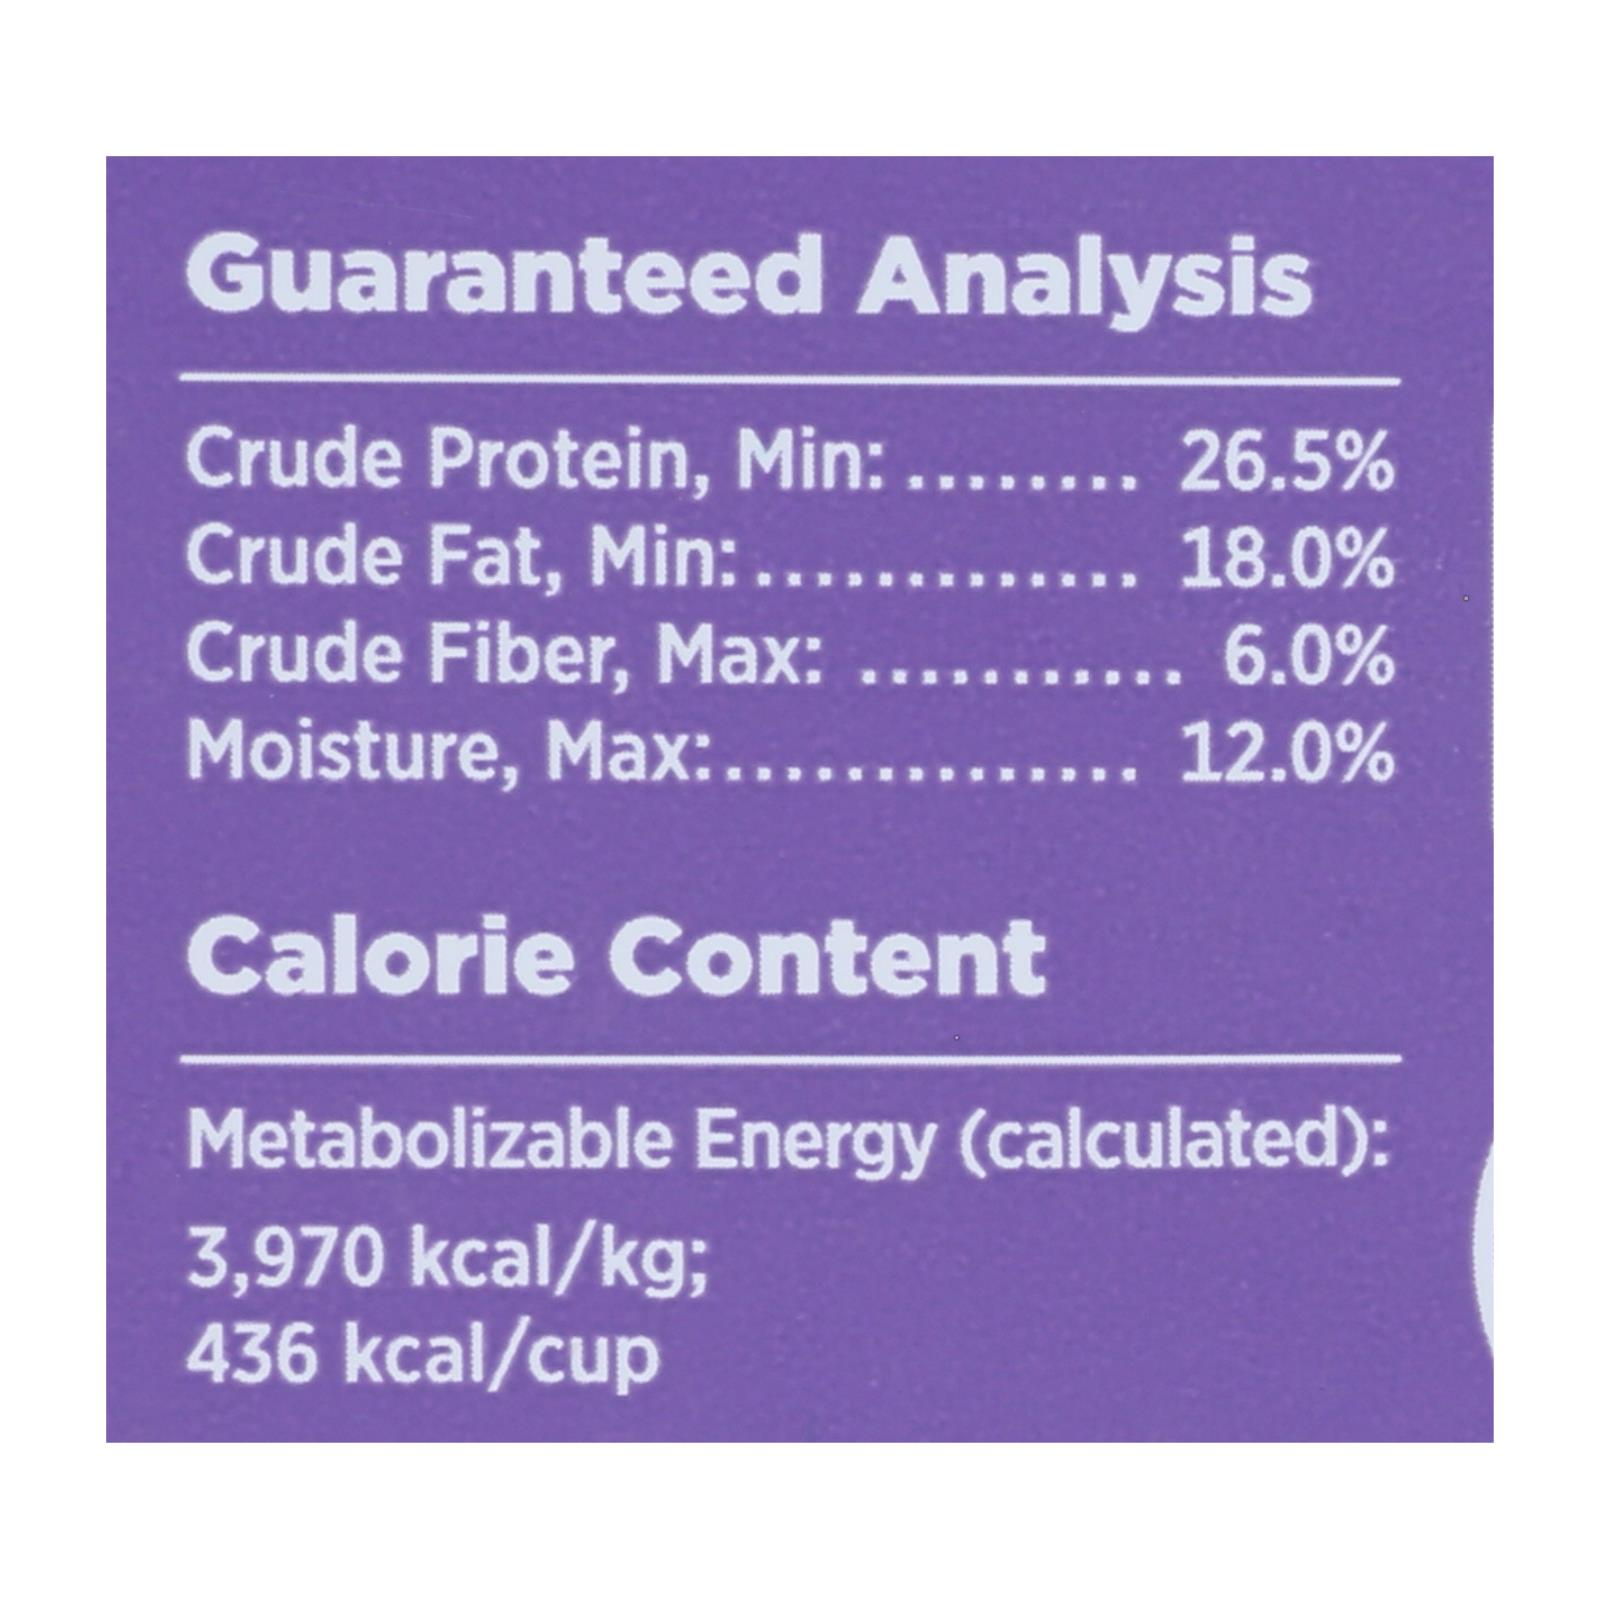 Guaranteed Analysis
Crude Protein, Min: ........ 26.5%
Crude Fat, Min: ............. 18.0%
Crude Fiber, Max: ........... 6.0%
Moisture, Max: .............. 12.0%
Calorie Content
Metabolizable Energy (calculated):
3,970 kcal/kg;
436 kcal/cup